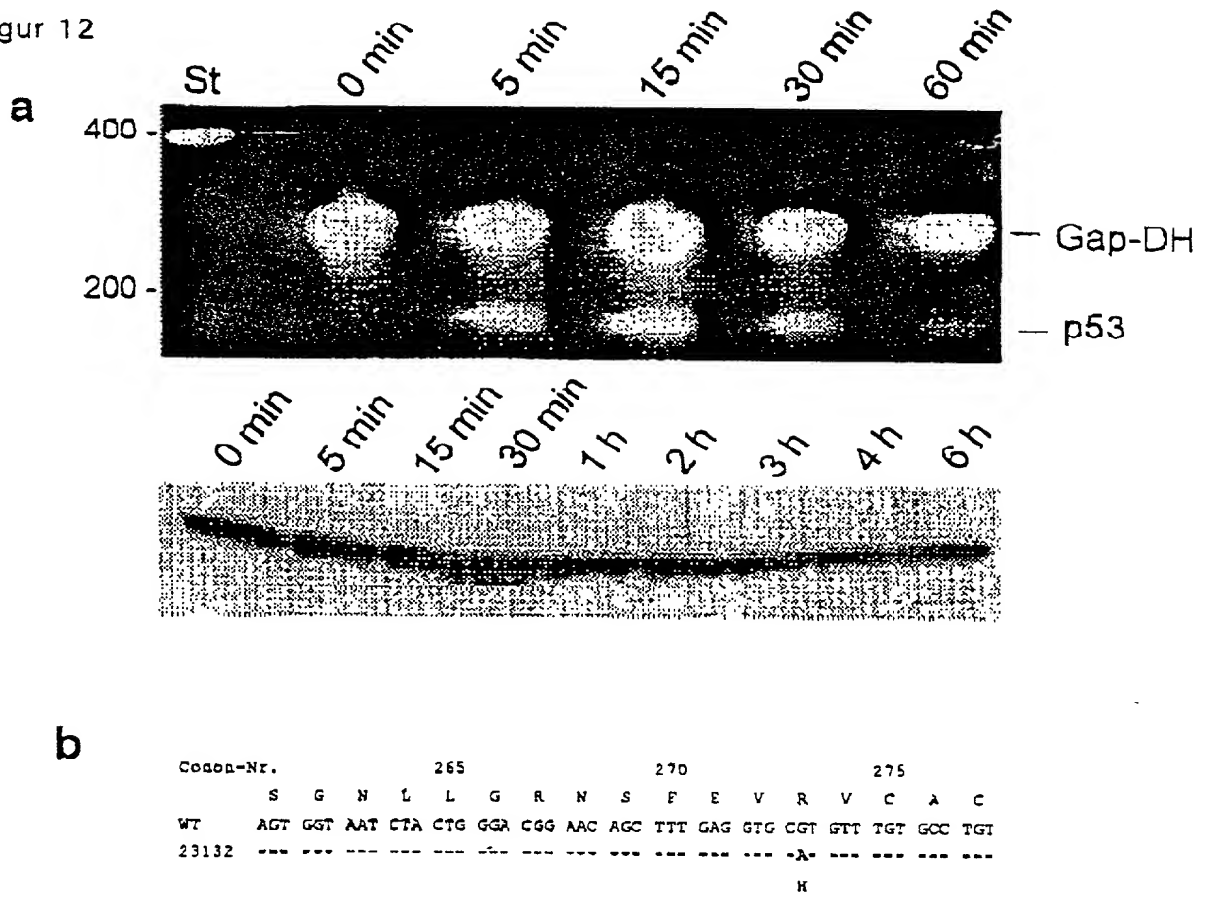 gur 12
a
St 0 min 5 min 15 min 30 min 60 min
400
Gap-DH
200
p53
0 min 5 min 15 min 30 min 1 h 2 h 3 h 4 h 6 h
b
Codon-Nr. 265 270 275
S G N L L G R N S F E V R V C A C
WT AGT GGT AAT CTA CTG GGA CGG AAC AGC TTT GAG GTG CGT GTT TGT GCC TGT
23132 --- --- --- --- --- --- --- --- --- --- --- --- -A- --- --- --- ---
H